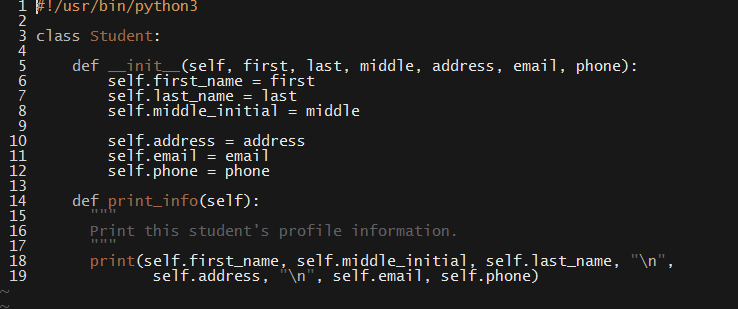 1 #!/usr/bin/python3
2
3 class Student:
4
5     def __init__(self, first, last, middle, address, email, phone):
6         self.first_name = first
7         self.last_name = last
8         self.middle_initial = middle
9
10         self.address = address
11         self.email = email
12         self.phone = phone
13
14     def print_info(self):
15       """
16       Print this student's profile information.
17       """
18       print(self.first_name, self.middle_initial, self.last_name, "\n",
19              self.address, "\n", self.email, self.phone)
~
~